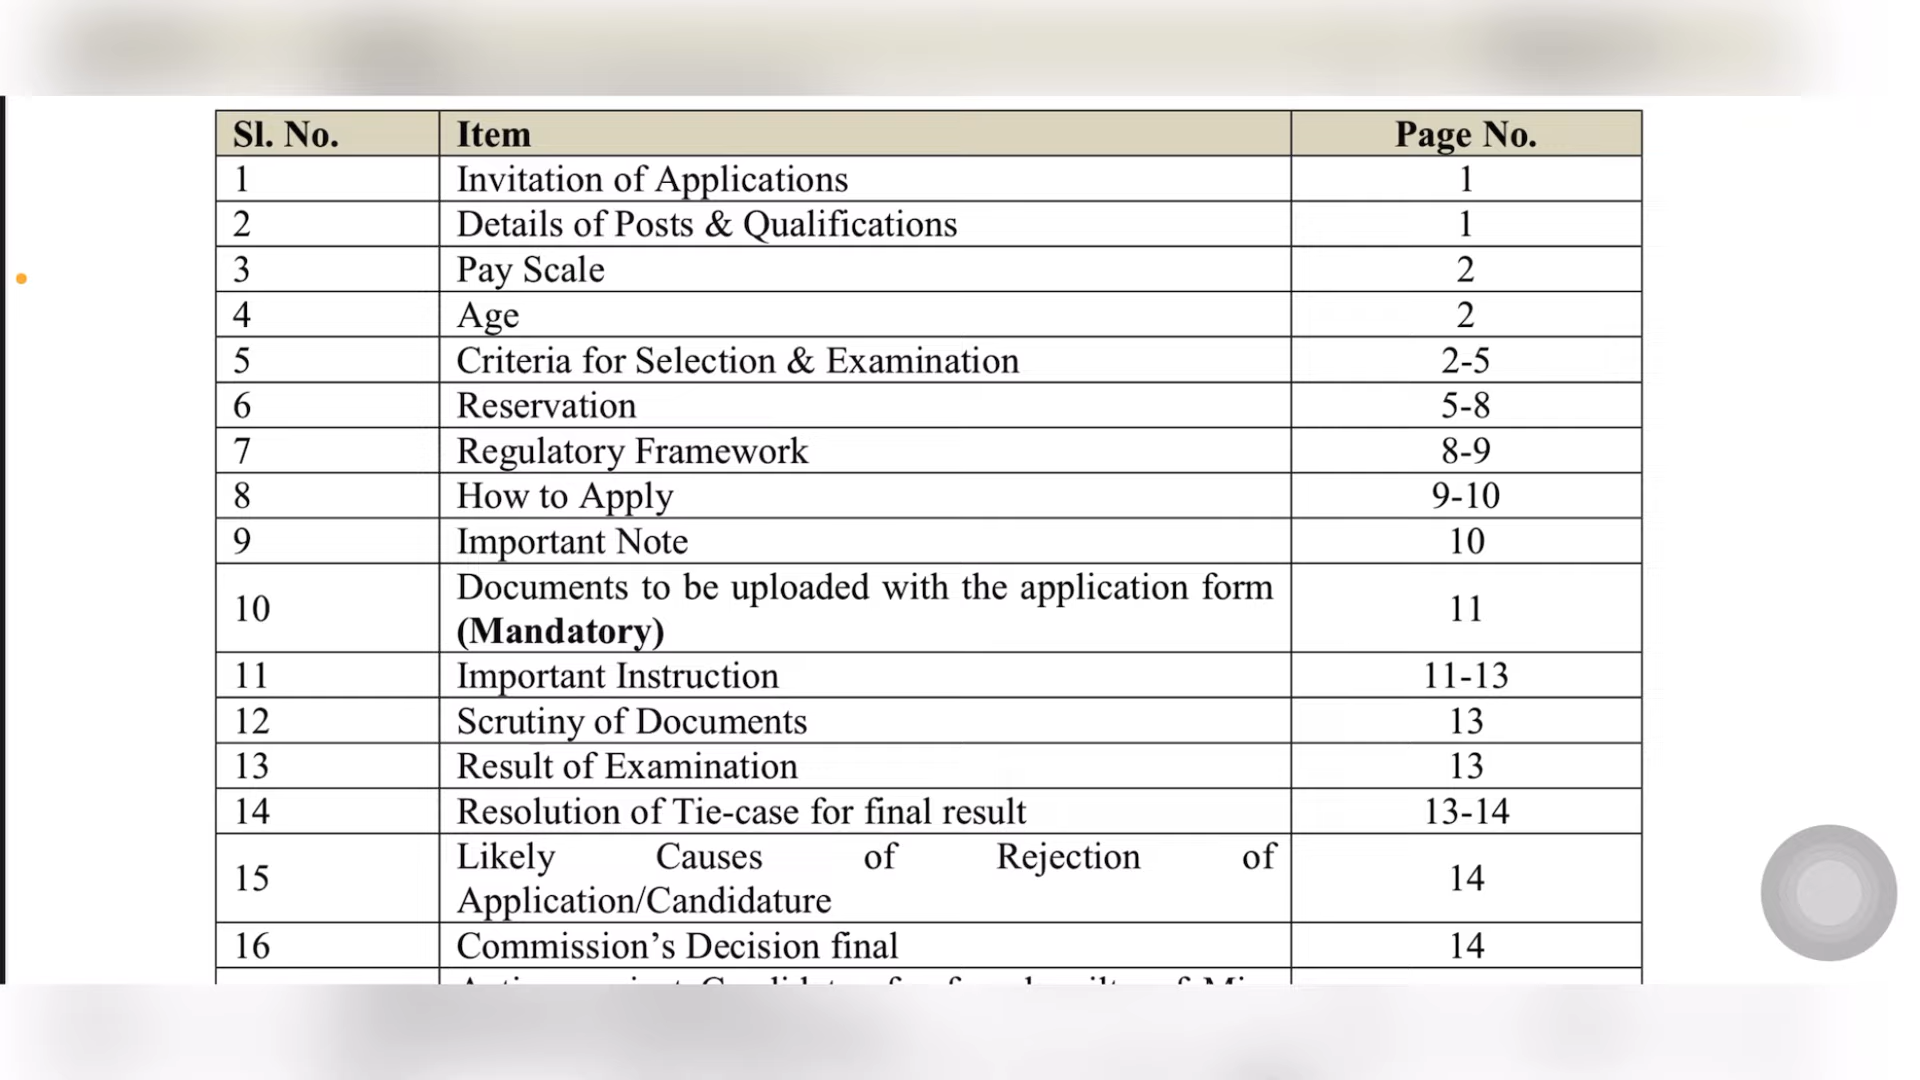 Sl. No. Item Page No.
1 Invitation of Applications 1
2 Details of Posts & Qualifications 1
3 Pay Scale 2
4 Age 2
5 Criteria for Selection & Examination 2-5
6 Reservation 5-8
7 Regulatory Framework 8-9
8 How to Apply 9-10
9 Important Note 10
10 Documents to be uploaded with the application form 11
(Mandatory)
11 Important Instruction 11-13
12 Scrutiny of Documents 13
13 Result of Examination 13
14 Resolution of Tie-case for final result 13-14
15 Likely Causes of Rejection of 14
Application/Candidature
16 Commission’s Decision final 14